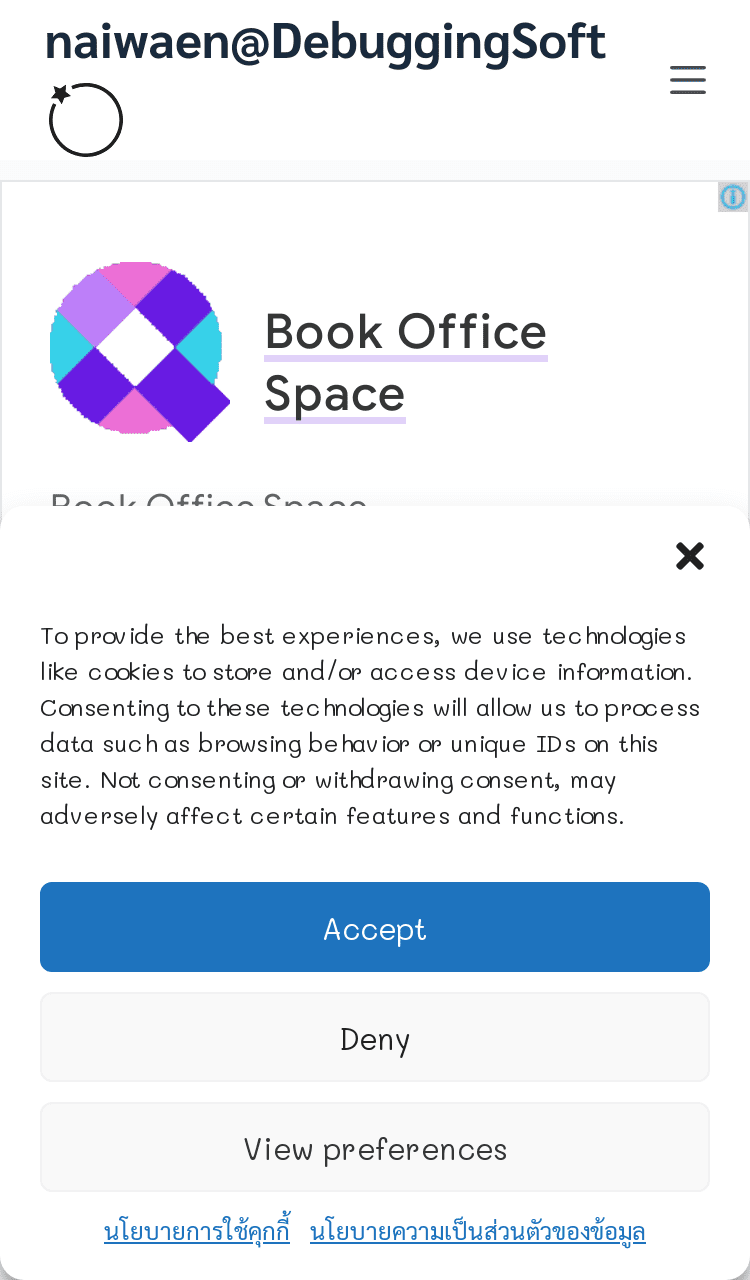 naiwaen@DebuggingSoft
Book Office
Space
Book Office Space
To provide the best experiences, we use technologies
like cookies to store and/or access device information.
Consenting to these technologies will allow us to process
data such as browsing behavior or unique IDs on this
site. Not consenting or withdrawing consent, may
adversely affect certain features and functions.
Accept
Deny
View preferences
นโยบายการใช้คุกกี้ นโยบายความเป็นส่วนตัวของข้อมูล